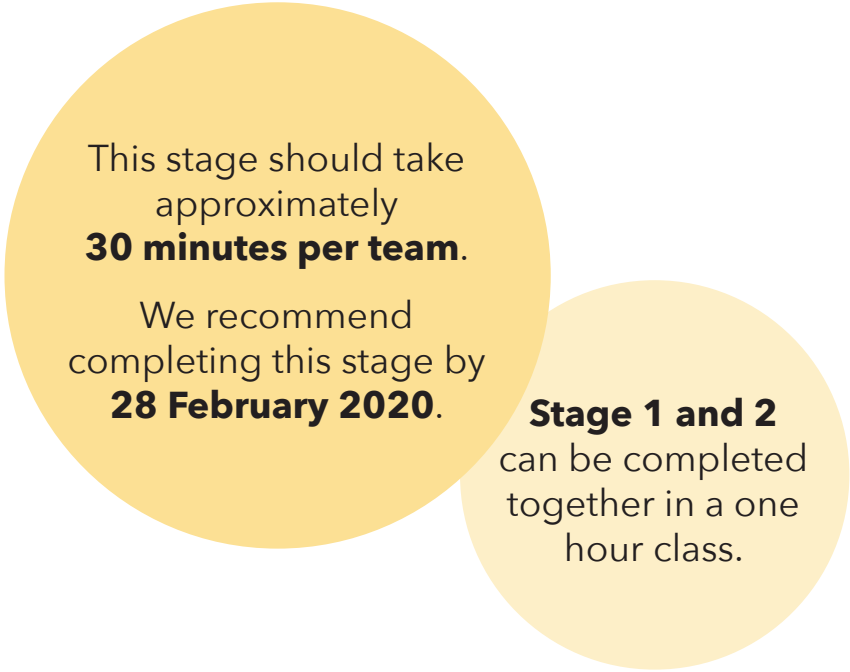 This stage should take
approximately
30 minutes per team.
We recommend
completing this stage by
28 February 2020.
Stage 1 and 2
can be completed
together in a one
hour class.